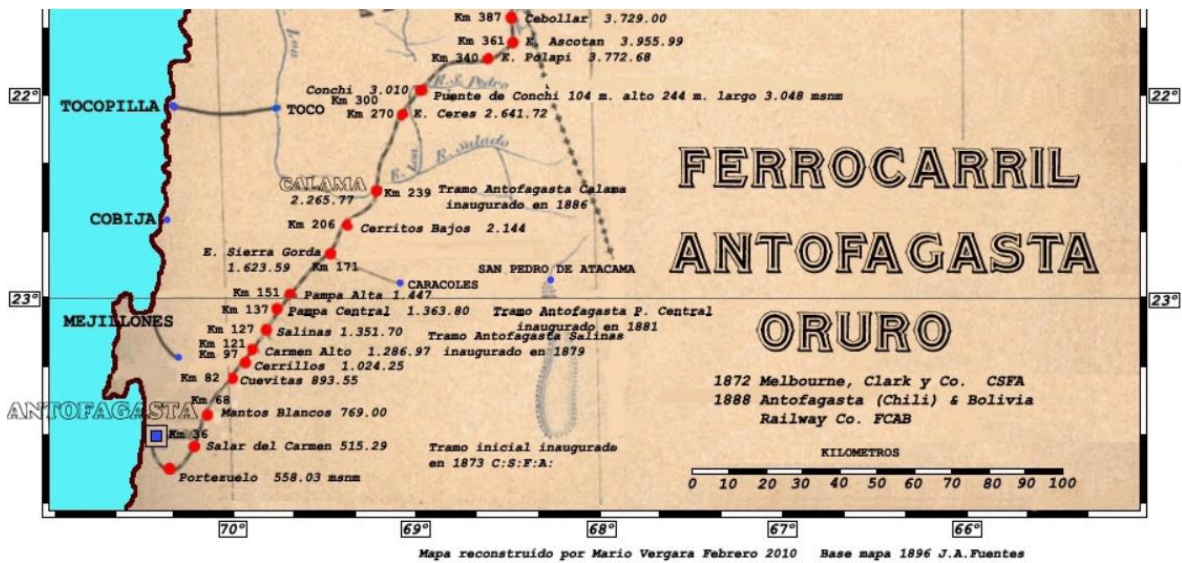 Km 387 Cebollar 3.729.00
Km 361 E. Ascotan 3.955.99
Km 340 E. Polapi 3.772.68
Loa
R.S. Pedro
Conchi 3.010
Km 300
Puente de Conchi 104 m. alto 244 m. largo 3.048 msnm
22°
22°
TOCOPILLA
TOCO
Km 270 E. Ceres 2.641.72
R. Salado
R. Loa
CALAMA
2.265.77
Km 239
Tramo Antofagasta Calama
inaugurado en 1886
COBIJA
Km 206 Cerritos Bajos 2.144
E. Sierra Gorda
1.623.59
Km 171
SAN PEDRO DE ATACAMA
CARACOLES
Km 151 Pampa Alta 1.447
23°
23°
Km 137 Pampa Central 1.363.80
Tramo Antofagasta P. Central
inaugurado en 1881
MEJILLONES
Km 127 Salinas 1.351.70
Tramo Antofagasta Salinas
inaugurado en 1879
Km 121 Carmen Alto 1.286.97
Km 97 Cerrillos 1.024.25
Km 82 Cuevitas 893.55
Km 68
ANTOFAGASTA
Mantos Blancos 769.00
Km 36
Salar del Carmen 515.29
Tramo inicial inaugurado
en 1873 C:S:F:A:
Portezuelo 558.03 msnm
FERROCARRIL
ANTOFAGASTA
ORURO
1872 Melbourne, Clark y Co. CSFA
1888 Antofagasta (Chili) & Bolivia
Railway Co. FCAB
KILOMETROS
0 10 20 30 40 50 60 70 80 90 100
70° 69° 68° 67° 66°
Mapa reconstruido por Mario Vergara Febrero 2010 Base mapa 1896 J.A.Fuentes